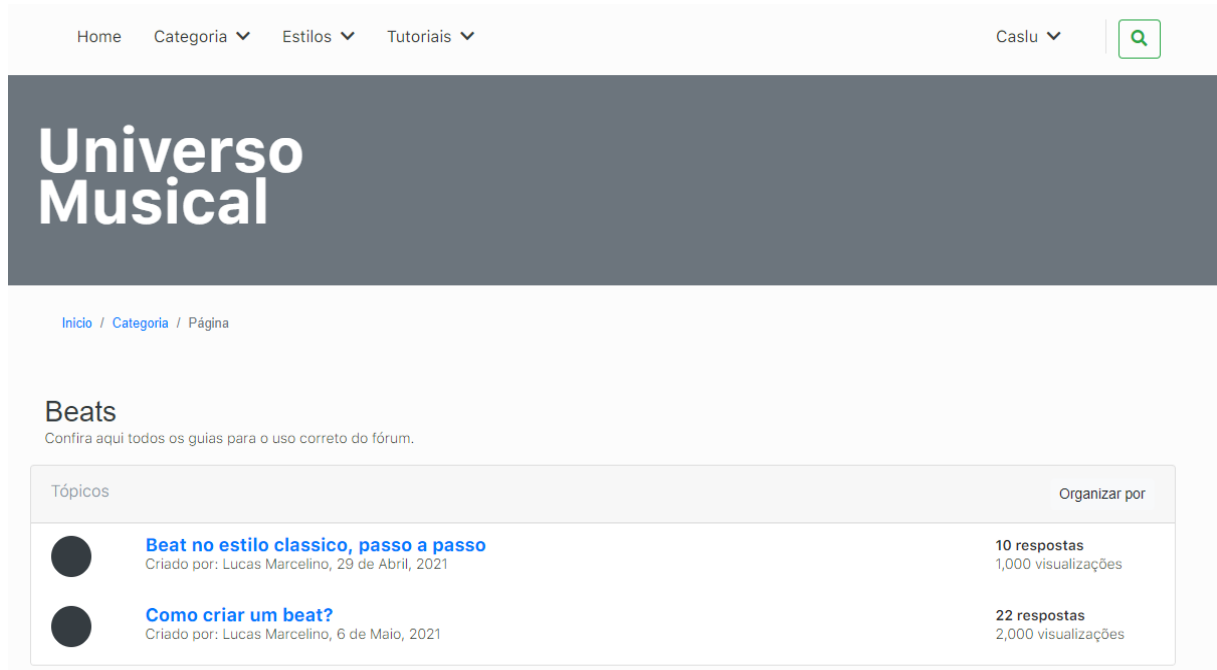 Home Categoria Estilos Tutoriais Caslu
Universo
Musical
Inicio / Categoria / Página
Beats
Confira aqui todos os guias para o uso correto do fórum.
Tópicos Organizar por
Beat no estilo classico, passo a passo 10 respostas
Criado por: Lucas Marcelino, 29 de Abril, 2021 1,000 visualizações
Como criar um beat? 22 respostas
Criado por: Lucas Marcelino, 6 de Maio, 2021 2,000 visualizações